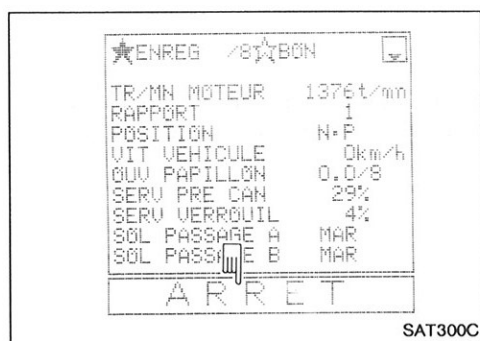 ★ENREG /8☆BON
TR/MN MOTEUR 1376t/mn
RAPPORT 1
POSITION N·P
VIT VEHICULE 0km/h
OUV PAPILLON 0.0/8
SERV PRE CAN 29%
SERV VERROUIL 4%
SOL PASSAGE A MAR
SOL PASSAGE B MAR
ARRET
SAT300C